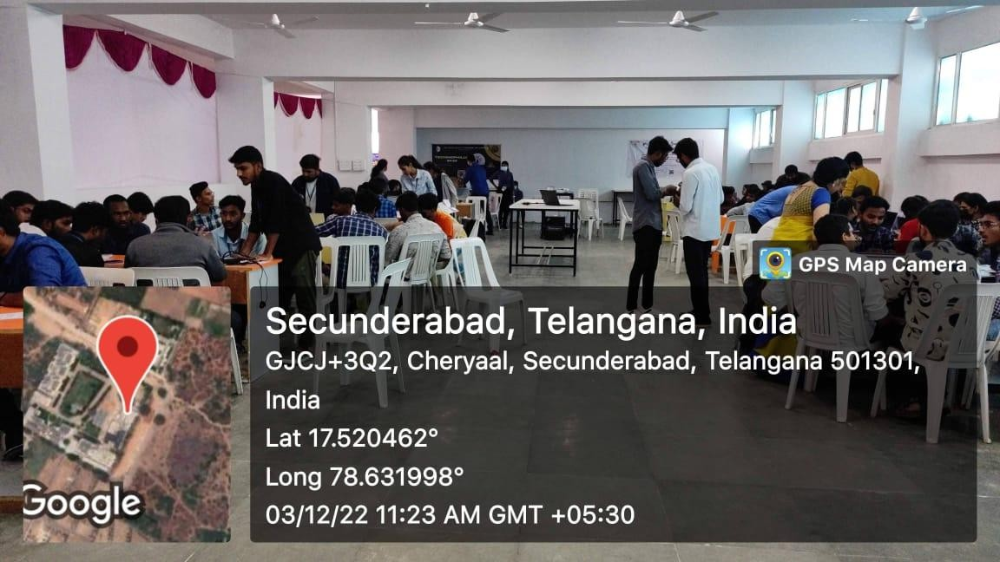 GPS Map Camera
Secunderabad, Telangana, India
GJCJ+3Q2, Cheryaal, Secunderabad, Telangana 501301,
India
Lat 17.520462°
Long 78.631998°
03/12/22 11:23 AM GMT +05:30
Google